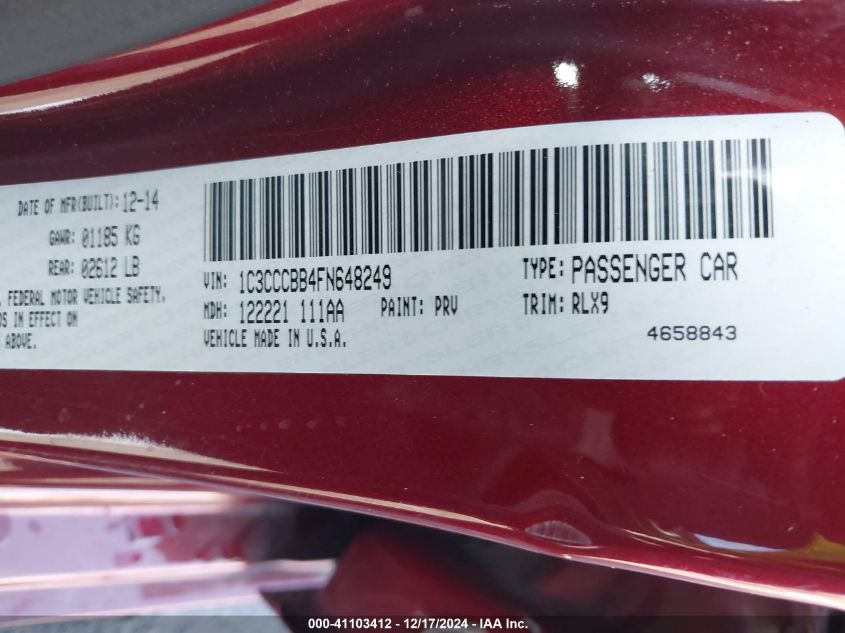 DATE OF MFR(BUILT): 12-14
GAWR: 01185 KG
REAR: 02612 LB
, FEDERAL MOTOR VEHICLE SAFETY,
DS IN EFFECT ON
ABOVE.
VIN: 1C3CCCBB4FN648249
TYPE: PASSENGER CAR
MDH: 122221 111AA
PAINT: PRV
TRIM: RLX9
VEHICLE MADE IN U.S.A.
4658843
000-41103412 - 12/17/2024 - IAA Inc.